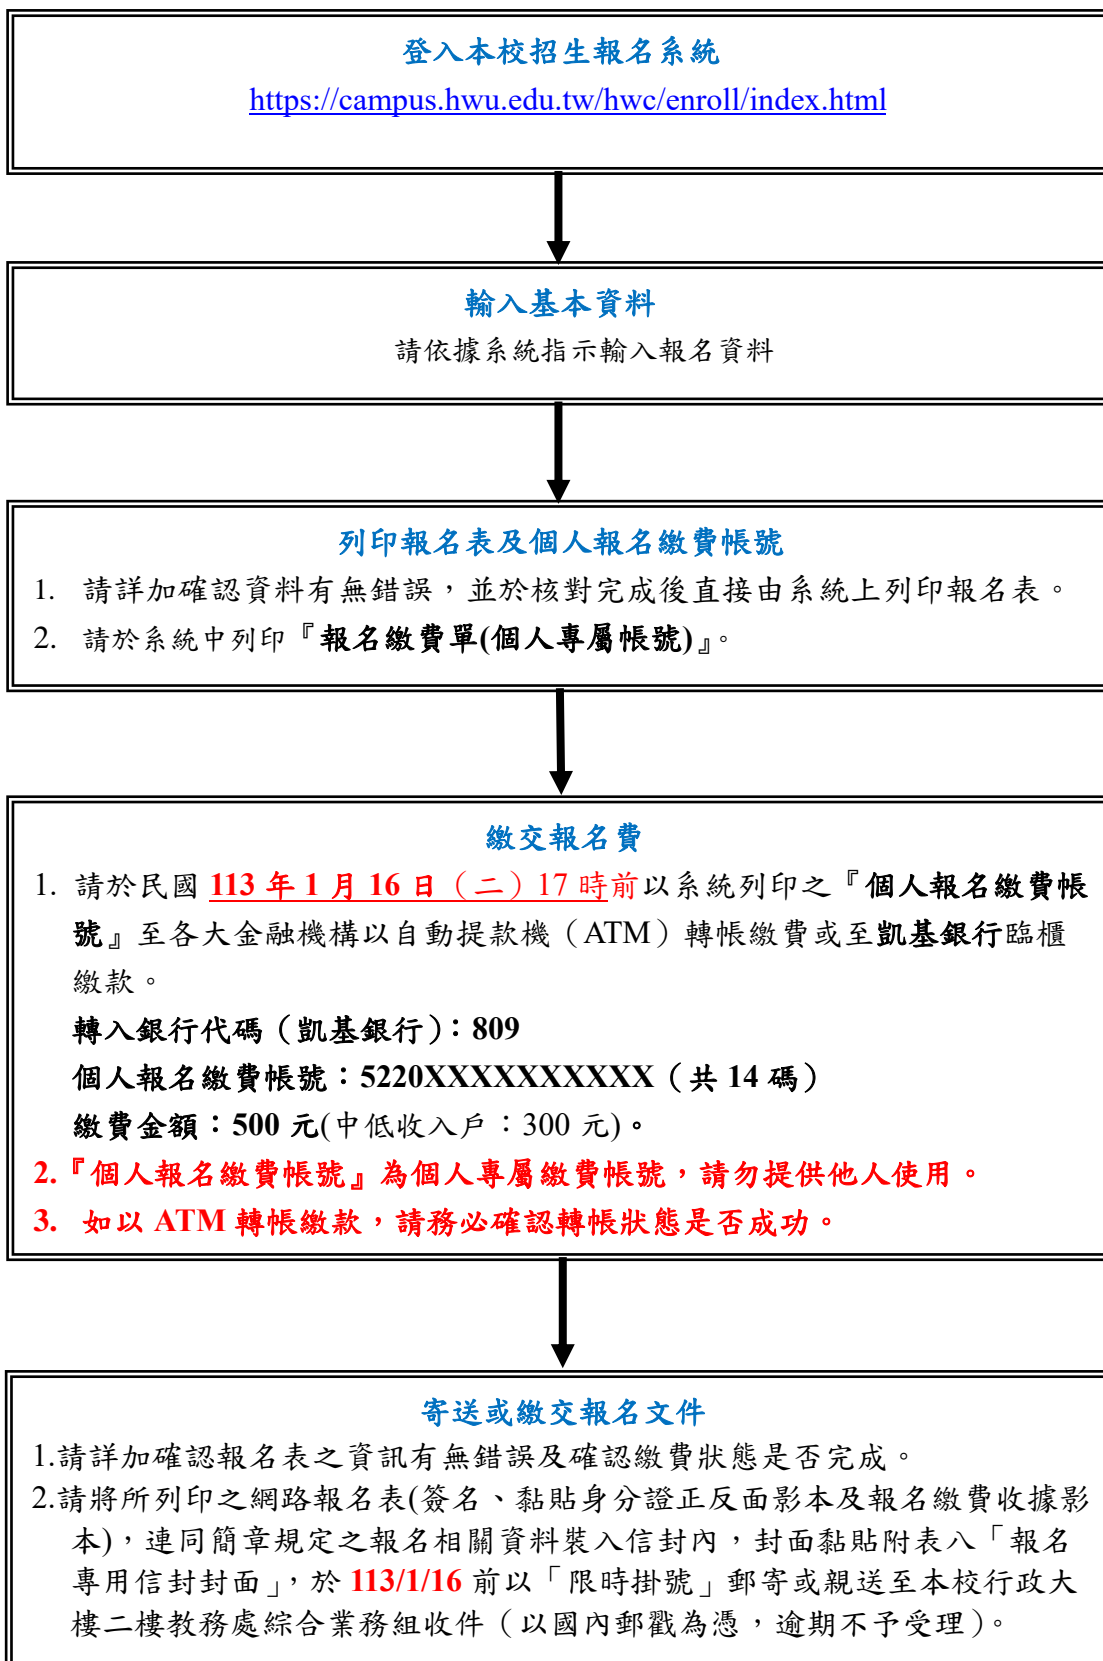 登入本校招生報名系統
https://campus.hwu.edu.tw/hwc/enroll/index.html
輸入基本資料
請依據系統指示輸入報名資料
列印報名表及個人報名繳費帳號
1. 請詳加確認資料有無錯誤，並於核對完成後直接由系統上列印報名表。
2. 請於系統中列印『報名繳費單(個人專屬帳號)』。
繳交報名費
1. 請於民國 113 年 1 月 16 日（二）17 時前以系統列印之『個人報名繳費帳
號』至各大金融機構以自動提款機（ATM）轉帳繳費或至凱基銀行臨櫃
繳款。
轉入銀行代碼（凱基銀行）：809
個人報名繳費帳號：5220XXXXXXXXXX（共 14 碼）
繳費金額：500 元(中低收入戶：300 元)。
2.『個人報名繳費帳號』為個人專屬繳費帳號，請勿提供他人使用。
3. 如以 ATM 轉帳繳款，請務必確認轉帳狀態是否成功。
寄送或繳交報名文件
1.請詳加確認報名表之資訊有無錯誤及確認繳費狀態是否完成。
2.請將所列印之網路報名表(簽名、黏貼身分證正反面影本及報名繳費收據影
本)，連同簡章規定之報名相關資料裝入信封內，封面黏貼附表八「報名
專用信封封面」，於 113/1/16 前以「限時掛號」郵寄或親送至本校行政大
樓二樓教務處綜合業務組收件（以國內郵戳為憑，逾期不予受理）。